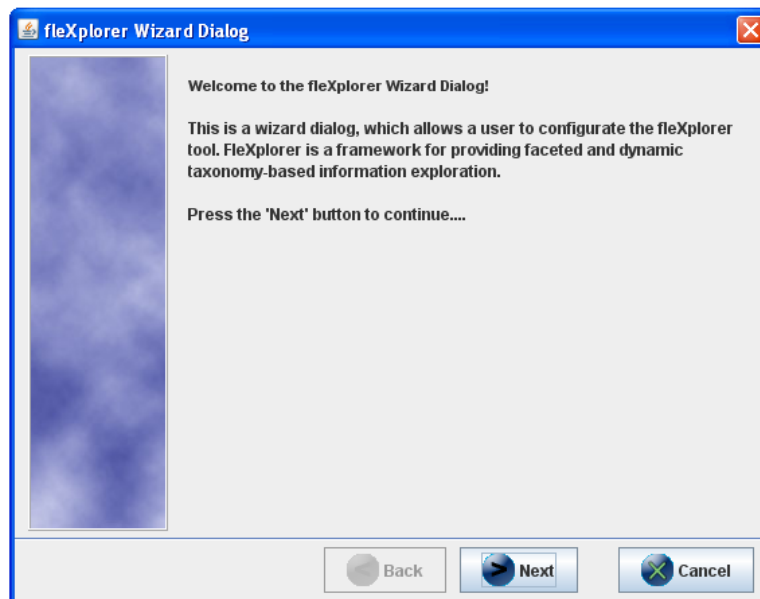 fleXplorer Wizard Dialog
Welcome to the fleXplorer Wizard Dialog!
This is a wizard dialog, which allows a user to configurate the fleXplorer
tool. FleXplorer is a framework for providing faceted and dynamic
taxonomy-based information exploration.
Press the 'Next' button to continue....
Back
Next
Cancel